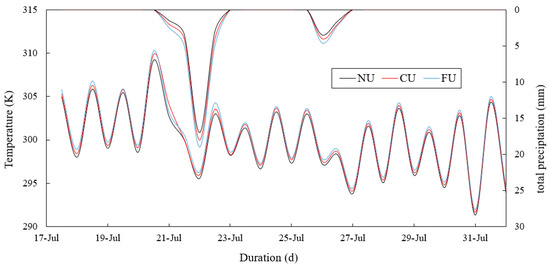 315
310
305
300
295
290
Temperature (K)
0
5
10
15
20
25
30
total precipitation (mm)
NU
CU
FU
17-Jul
19-Jul
21-Jul
23-Jul
25-Jul
27-Jul
29-Jul
31-Jul
Duration (d)